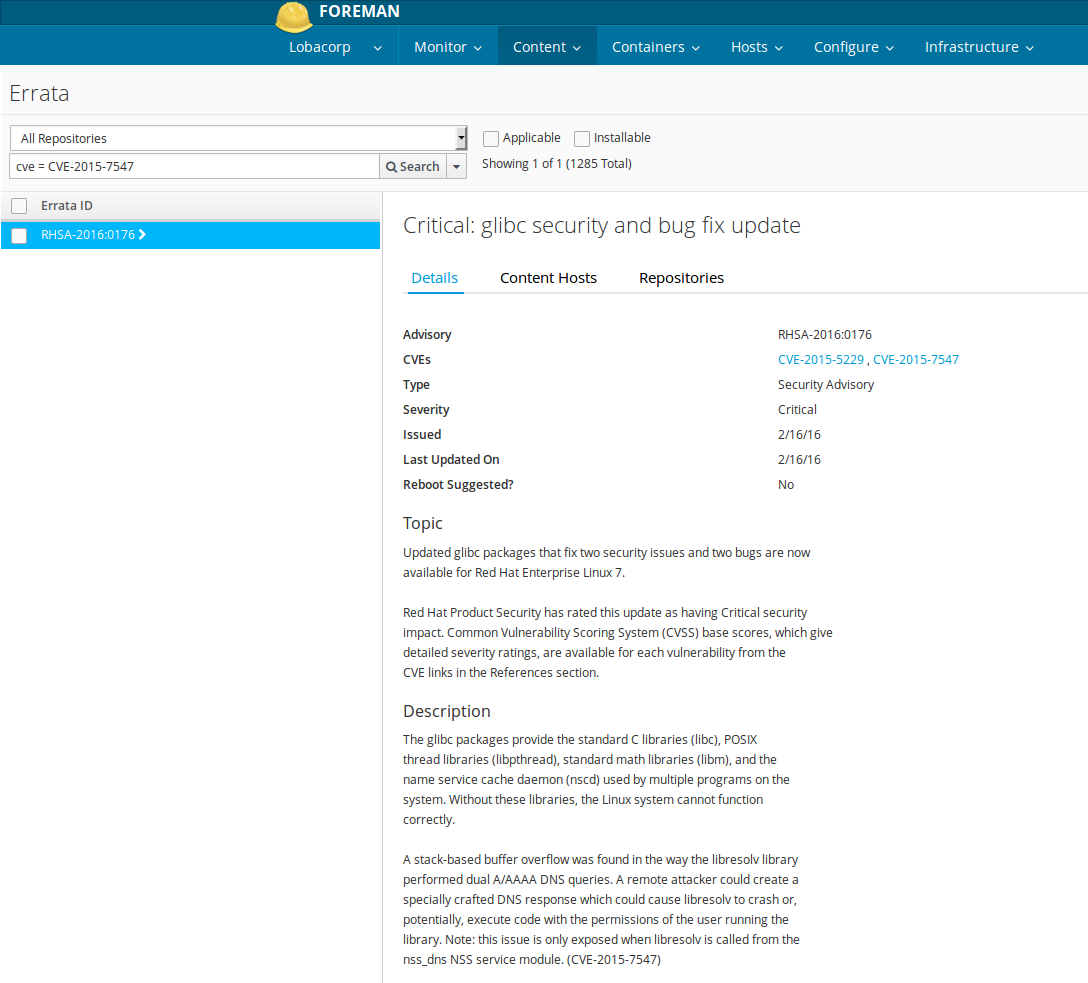 FOREMAN
Lobacorp Monitor Content Containers Hosts Configure Infrastructure
Errata
All Repositories Applicable Installable
cve = CVE-2015-7547 Search Showing 1 of 1 (1285 Total)
Errata ID
RHSA-2016:0176
Critical: glibc security and bug fix update
Details Content Hosts Repositories
Advisory RHSA-2016:0176
CVEs CVE-2015-5229 , CVE-2015-7547
Type Security Advisory
Severity Critical
Issued 2/16/16
Last Updated On 2/16/16
Reboot Suggested? No
Topic
Updated glibc packages that fix two security issues and two bugs are now
available for Red Hat Enterprise Linux 7.
Red Hat Product Security has rated this update as having Critical security
impact. Common Vulnerability Scoring System (CVSS) base scores, which give
detailed severity ratings, are available for each vulnerability from the
CVE links in the References section.
Description
The glibc packages provide the standard C libraries (libc), POSIX
thread libraries (libpthread), standard math libraries (libm), and the
name service cache daemon (nscd) used by multiple programs on the
system. Without these libraries, the Linux system cannot function
correctly.
A stack-based buffer overflow was found in the way the libresolv library
performed dual A/AAAA DNS queries. A remote attacker could create a
specially crafted DNS response which could cause libresolv to crash or,
potentially, execute code with the permissions of the user running the
library. Note: this issue is only exposed when libresolv is called from the
nss_dns NSS service module. (CVE-2015-7547)